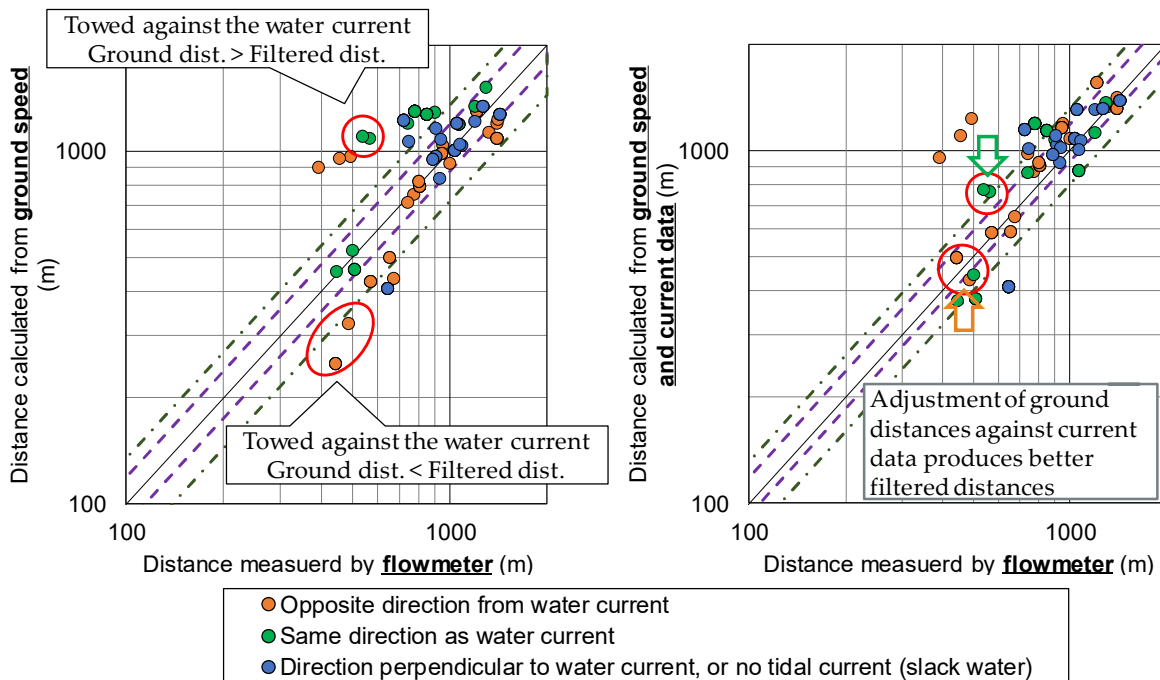 Towed against the water current
Ground dist. > Filtered dist.
Distance calculated from ground speed
(m)
1000
100
100
1000
Towed against the water current
Ground dist. < Filtered dist.
Distance measuerd by flowmeter (m)
Distance calculated from ground speed
and current data (m)
1000
100
100
1000
Adjustment of ground
distances against current
data produces better
filtered distances
Distance measuerd by flowmeter (m)
Opposite direction from water current
Same direction as water current
Direction perpendicular to water current, or no tidal current (slack water)